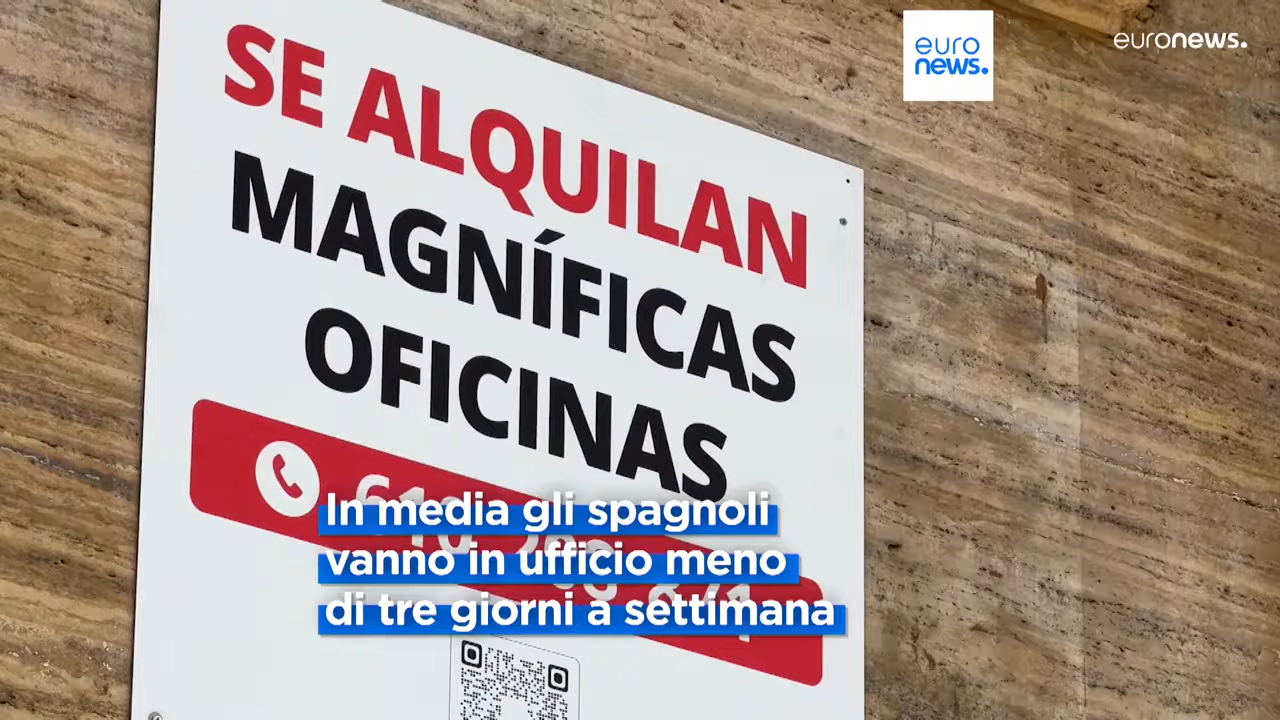 euro
news.
euronews.
SE ALQUILAN
MAGNÍFICAS
OFICINAS
In media gli spagnoli
vanno in ufficio meno
di tre giorni a settimana